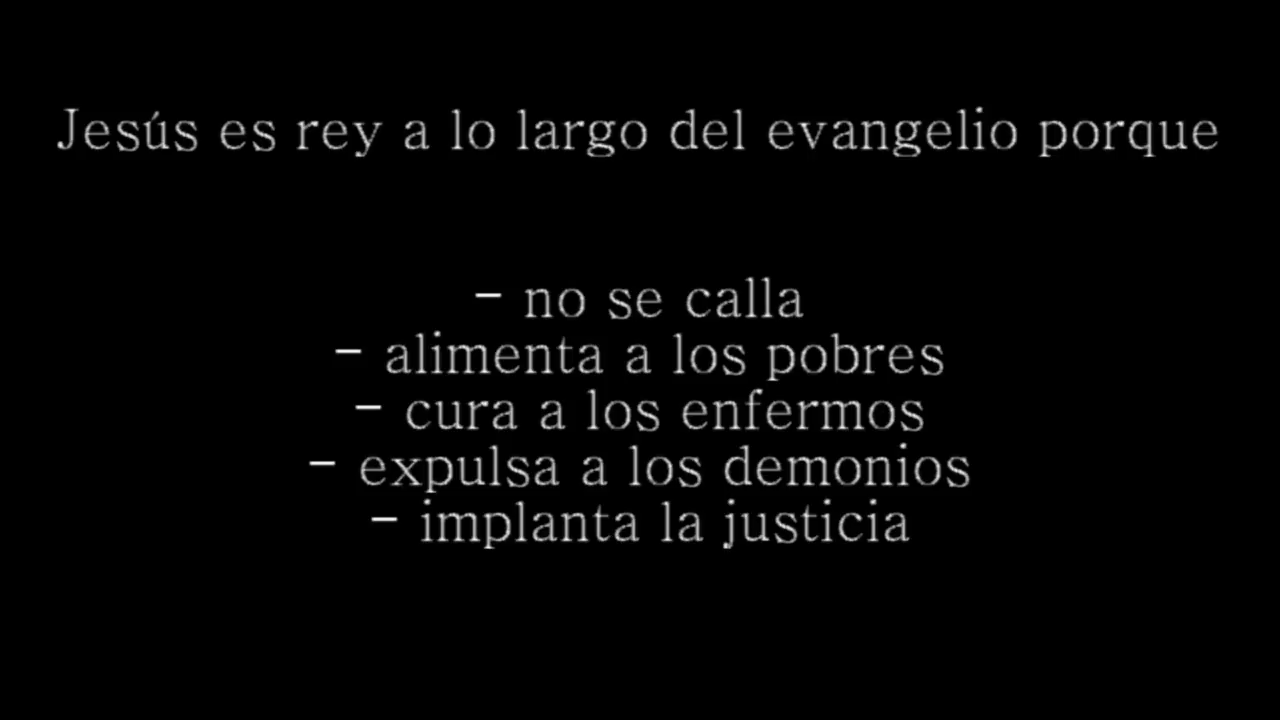 Jesús es rey a lo largo del evangelio porque
- no se calla
- alimenta a los pobres
- cura a los enfermos
- expulsa a los demonios
- implanta la justicia